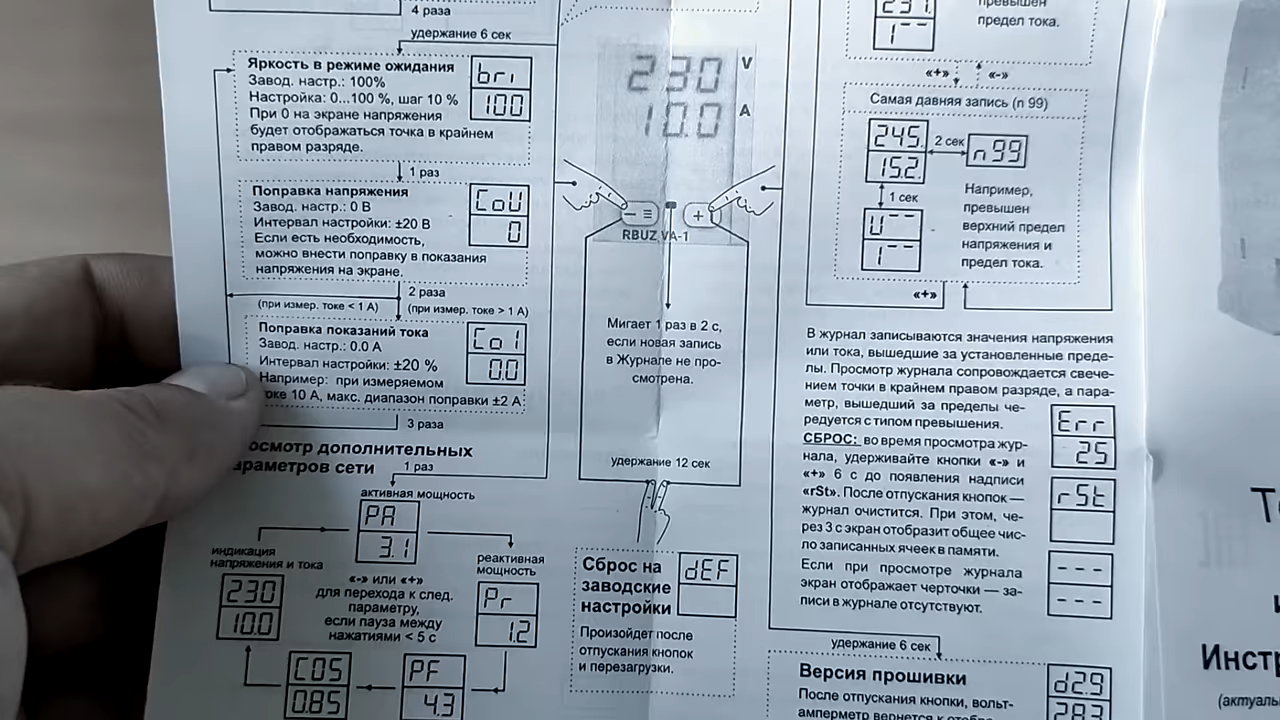 4 раза
удержание 6 сек
Яркость в режиме ожидания
Завод. настр.: 100%
Настройка: 0...100 %, шаг 10 %
При 0 на экране напряжения
будет отображаться точка в крайнем
правом разряде.
bri
100
1 раз
Поправка напряжения
Завод. настр.: 0 В
Интервал настройки: ±20 В
Если есть необходимость,
можно внести поправку в показания
напряжения на экране.
CoU
0
2 раза
(при измер. токе < 1 А)
(при измер. токе > 1 А)
Поправка показаний тока
Завод. настр.: 0.0 А
Интервал настройки: ±20 %
Например: при измеряемом
токе 10 А, макс. диапазон поправки ±2 А
CoI
0.0
3 раза
осмотр дополнительных
араметров сети
1 раз
активная мощность
PA
3.1
реактивная
мощность
Pr
1.2
PF
4.3
COS
0.85
индикация
напряжения и тока
230
10.0
«-» или «+»
для перехода к след.
параметру,
если пауза между
нажатиями < 5 с
230 V
10.0 A
− ≡
+
RBUZ VA-1
Мигает 1 раз в 2 с,
если новая запись
в Журнале не про-
смотрена.
удержание 12 сек
Сброс на
заводские
настройки
dEF
Произойдет после
отпускания кнопок
и перезагрузки.
231.
I--
превышен
предел тока.
«+»
«-»
Самая давняя запись (n 99)
245.
15.2.
2 сек
n99
1 сек
U--
I--
Например,
превышен
верхний предел
напряжения и
предел тока.
«+»
В журнал записываются значения напряжения
или тока, вышедшие за установленные преде-
лы. Просмотр журнала сопровождается свече-
нием точки в крайнем правом разряде, а пара-
метр, вышедший за пределы че-
редуется с типом превышения.
СБРОС: во время просмотра жур-
нала, удерживайте кнопки «-» и
«+» 6 с до появления надписи
«rSt». После отпускания кнопок —
журнал очистится. При этом, че-
рез 3 с экран отобразит общее чис-
ло записанных ячеек в памяти.
Если при просмотре журнала
экран отображает черточки — за-
писи в журнале отсутствуют.
Err
25
rSt
---
---
удержание 6 сек
Версия прошивки
После отпускания кнопки, вольт-
амперметр вернется к отобра
d2.9
Инстр
(актуаль